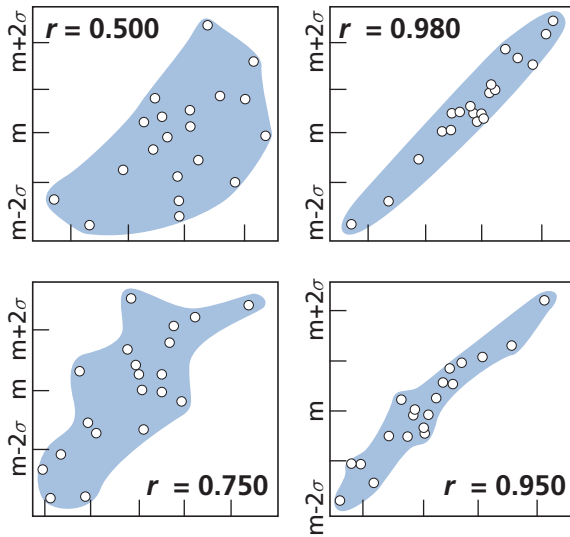 r = 0.500
m+2σ
m
m-2σ
r = 0.980
m+2σ
m
m-2σ
r = 0.750
m+2σ
m
m-2σ
r = 0.950
m+2σ
m
m-2σ